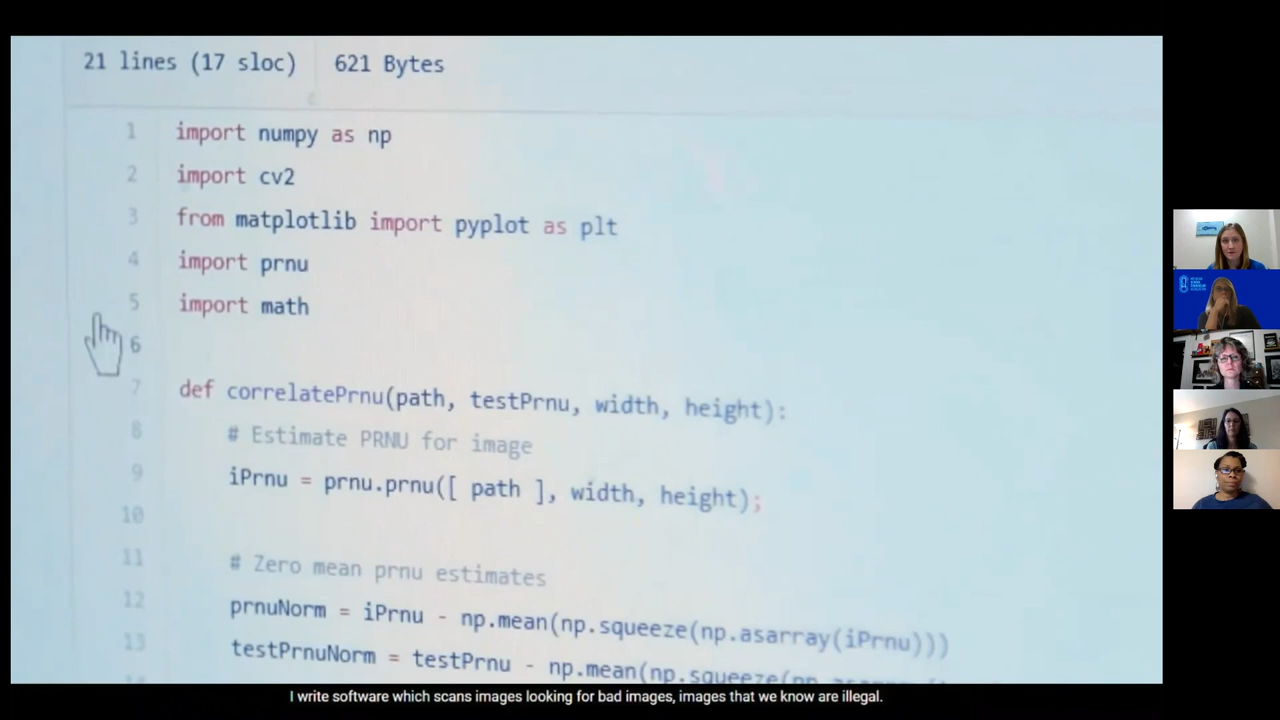 21 lines (17 sloc) 621 Bytes
1 import numpy as np
2 import cv2
3 from matplotlib import pyplot as plt
4 import prnu
5 import math
6
7 def correlatePrnu(path, testPrnu, width, height):
8 # Estimate PRNU for image
9 iPrnu = prnu.prnu([ path ], width, height);
10
11 # Zero mean prnu estimates
12 prnuNorm = iPrnu - np.mean(np.squeeze(np.asarray(iPrnu)))
13 testPrnuNorm = testPrnu - np.mean(np.squeeze(np.asarray(
I write software which scans images looking for bad images, images that we know are illegal.